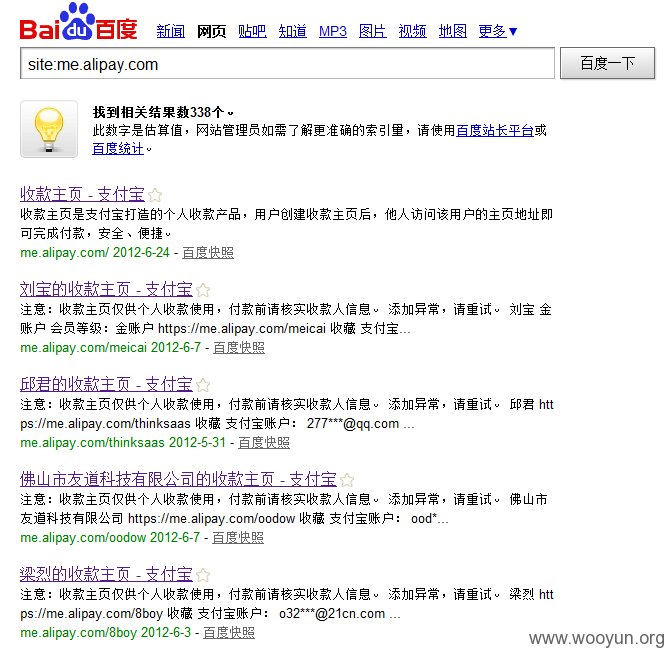 Bai du 百度 新闻 网页 贴吧 知道 MP3 图片 视频 地图 更多▼
site:me.alipay.com 百度一下
找到相关结果数338个。
此数字是估算值，网站管理员如需了解更准确的索引量，请使用百度站长平台或
百度统计。
收款主页 - 支付宝
收款主页是支付宝打造的个人收款产品，用户创建收款主页后，他人访问该用户的主页地址即
可完成付款，安全、便捷。
me.alipay.com/ 2012-6-24 - 百度快照
刘宝的收款主页 - 支付宝
注意：收款主页仅供个人收款使用，付款前请核实收款人信息。 添加异常，请重试。 刘宝 金
账户 会员等级：金账户 https://me.alipay.com/meicai 收藏 支付宝...
me.alipay.com/meicai 2012-6-7 - 百度快照
邱君的收款主页 - 支付宝
注意：收款主页仅供个人收款使用，付款前请核实收款人信息。 添加异常，请重试。 邱君 htt
ps://me.alipay.com/thinksaas 收藏 支付宝账户： 277***@qq.com ...
me.alipay.com/thinksaas 2012-5-31 - 百度快照
佛山市友道科技有限公司的收款主页 - 支付宝
注意：收款主页仅供个人收款使用，付款前请核实收款人信息。 添加异常，请重试。 佛山市
友道科技有限公司 https://me.alipay.com/oodow 收藏 支付宝账户： ood*...
me.alipay.com/oodow 2012-6-7 - 百度快照
梁烈的收款主页 - 支付宝
注意：收款主页仅供个人收款使用，付款前请核实收款人信息。 添加异常，请重试。 梁烈 htt
ps://me.alipay.com/8boy 收藏 支付宝账户： o32***@21cn.com ...
me.alipay.com/8boy 2012-6-3 - 百度快照
www.wooyun.org